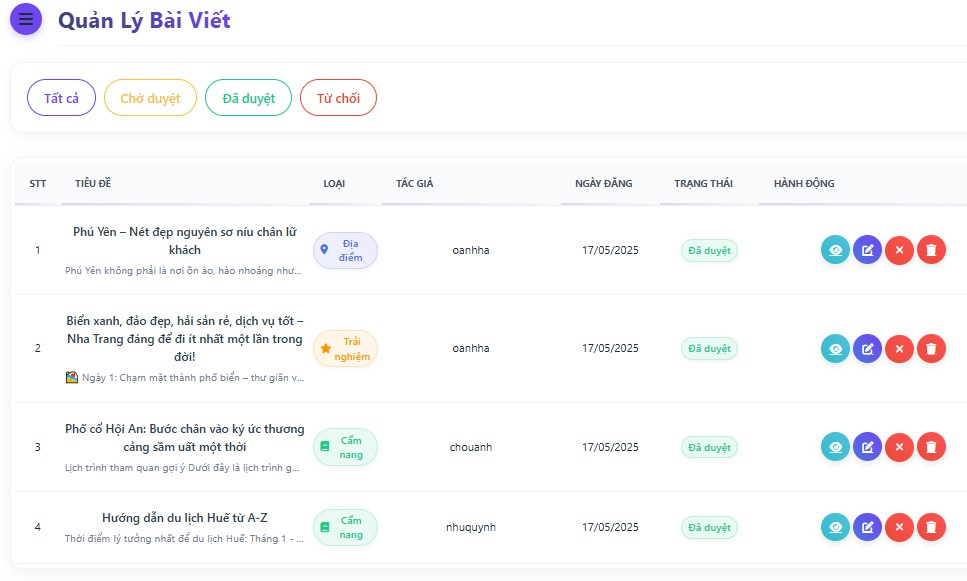 Quản Lý Bài Viết
Tất cả
Chờ duyệt
Đã duyệt
Từ chối
STT TIÊU ĐỀ LOẠI TÁC GIẢ NGÀY ĐĂNG TRẠNG THÁI HÀNH ĐỘNG
1
Phú Yên – Nét đẹp nguyên sơ níu chân lữ
khách
Phú Yên không phải là nơi ồn ào, hào nhoáng như...
Địa
điểm
oanhha
17/05/2025
Đã duyệt
2
Biển xanh, đảo đẹp, hải sản rẻ, dịch vụ tốt –
Nha Trang đáng để đi ít nhất một lần trong
đời!
Ngày 1: Chạm mặt thành phố biển – thư giãn v...
Trải
nghiệm
oanhha
17/05/2025
Đã duyệt
3
Phố cổ Hội An: Bước chân vào ký ức thương
cảng sầm uất một thời
Lịch trình tham quan gợi ý Dưới đây là lịch trình g...
Cẩm
nang
chouanh
17/05/2025
Đã duyệt
4
Hướng dẫn du lịch Huế từ A-Z
Thời điểm lý tưởng nhất để du lịch Huế: Tháng 1 - ...
Cẩm
nang
nhuquynh
17/05/2025
Đã duyệt